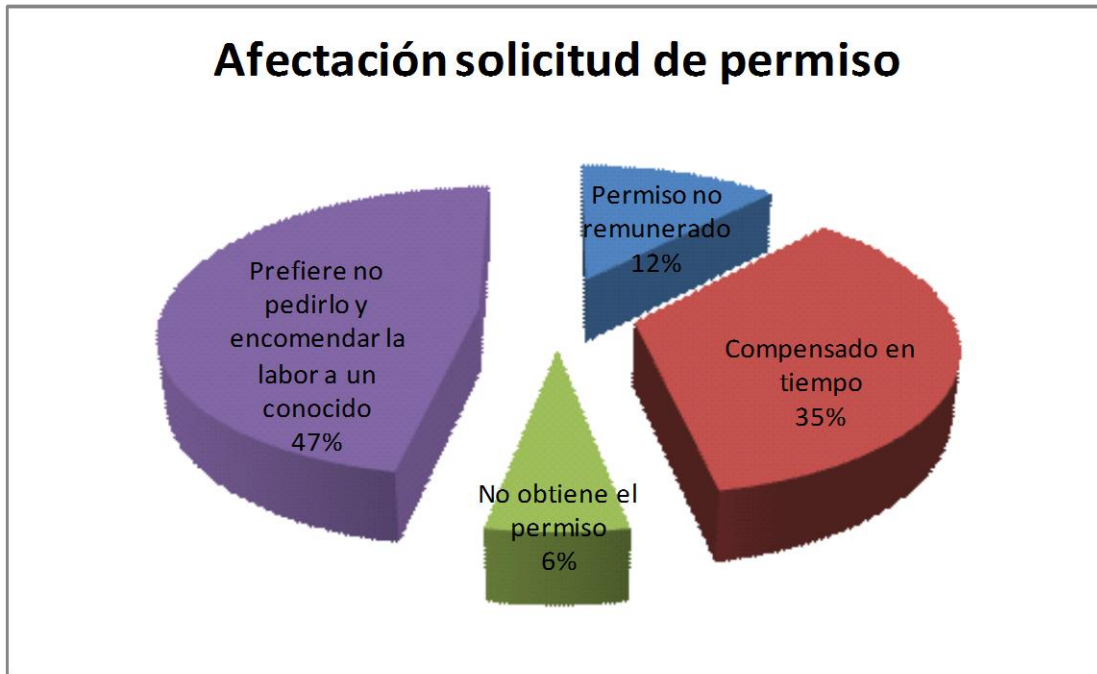 Afectación solicitud de permiso
Permiso no
remunerado
12%
Compensado en
tiempo
35%
No obtiene el
permiso
6%
Prefiere no
pedirlo y
encomendar la
labor a un
conocido
47%